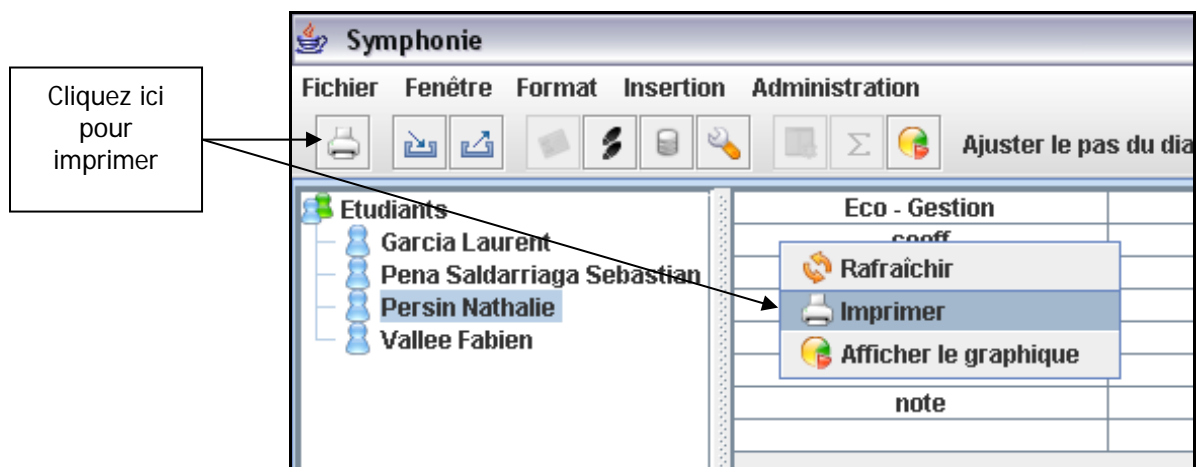 Symphonie
Fichier Fenêtre Format Insertion Administration
Cliquez ici
pour
imprimer
Σ Ajuster le pas du dia
Etudiants
Garcia Laurent
Pena Saldarriaga Sebastian
Persin Nathalie
Vallee Fabien
Eco - Gestion
coeff
Rafraîchir
Imprimer
Afficher le graphique
note